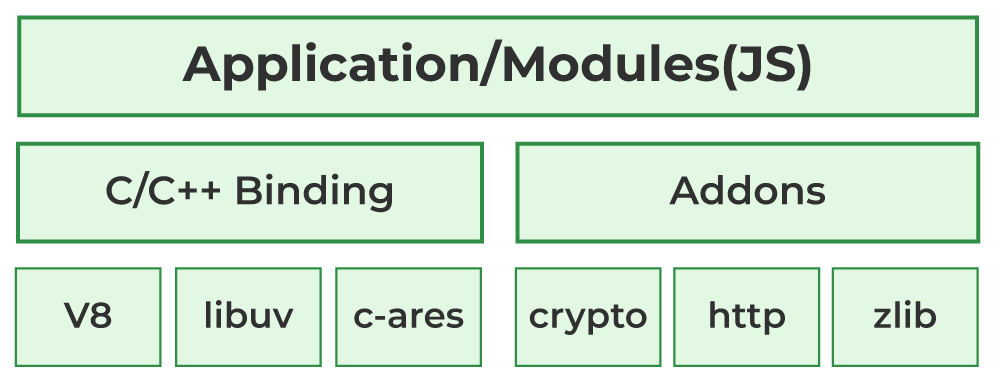 Application/Modules(JS)
C/C++ Binding
Addons
V8
libuv
c-ares
crypto
http
zlib